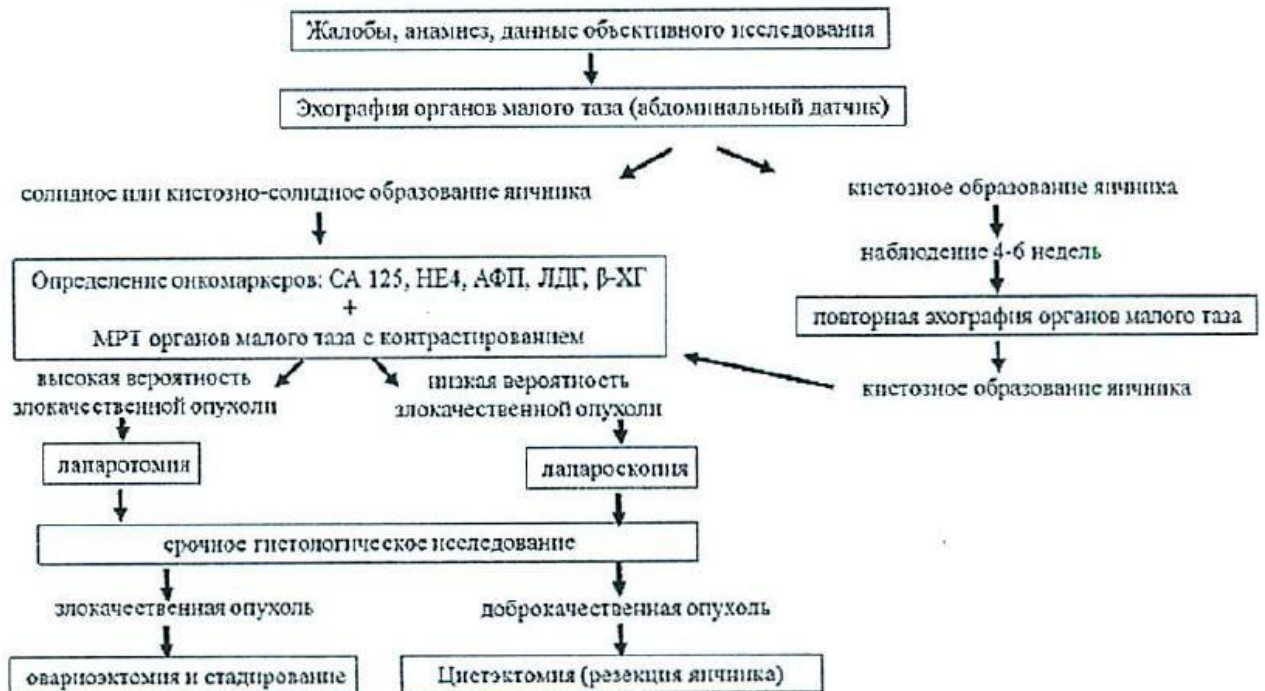 Жалобы, анамнез, данные объективного исследования
Эхография органов малого таза (абдоминальный датчик)
солидное или кистозно-солидное образование яичника
кистозное образование яичника
наблюдение 4-6 недель
Определение онкомаркеров: СА 125, НЕ4, АФП, ЛДГ, β-ХГ
+
МРТ органов малого таза с контрастированием
повторная эхография органов малого таза
кистозное образование яичника
высокая вероятность
злокачественной опухоли
низкая вероятность
злокачественной опухоли
лапаротомия
лапароскопия
срочное гистологическое исследование
злокачественная опухоль
доброкачественная опухоль
овариоэктомия и стадирование
Цистэктомия (резекция яичника)